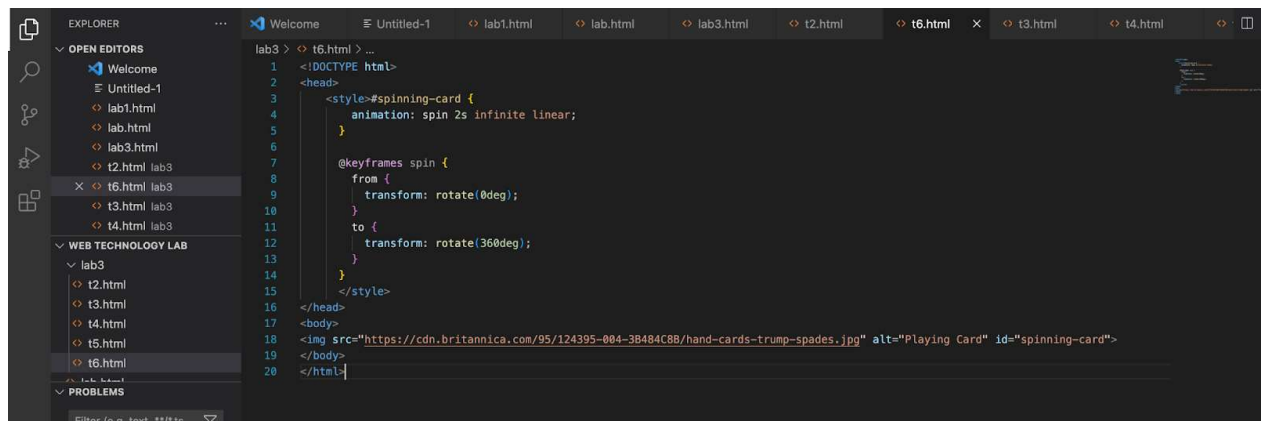 EXPLORER
...
Welcome
Untitled-1
lab1.html
lab.html
lab3.html
t2.html
t6.html
t3.html
t4.html
OPEN EDITORS
Welcome
Untitled-1
lab1.html
lab.html
lab3.html
t2.html lab3
t6.html lab3
t3.html lab3
t4.html lab3
WEB TECHNOLOGY LAB
lab3
t2.html
t3.html
t4.html
t5.html
t6.html
PROBLEMS
lab3 > t6.html > ...
1 <!DOCTYPE html>
2 <head>
3 <style>#spinning-card {
4 animation: spin 2s infinite linear;
5 }
6
7 @keyframes spin {
8 from {
9 transform: rotate(0deg);
10 }
11 to {
12 transform: rotate(360deg);
13 }
14 }
15 </style>
16 </head>
17 <body>
18 <img src="https://cdn.britannica.com/95/124395-004-3B484C8B/hand-cards-trump-spades.jpg" alt="Playing Card" id="spinning-card">
19 </body>
20 </html>